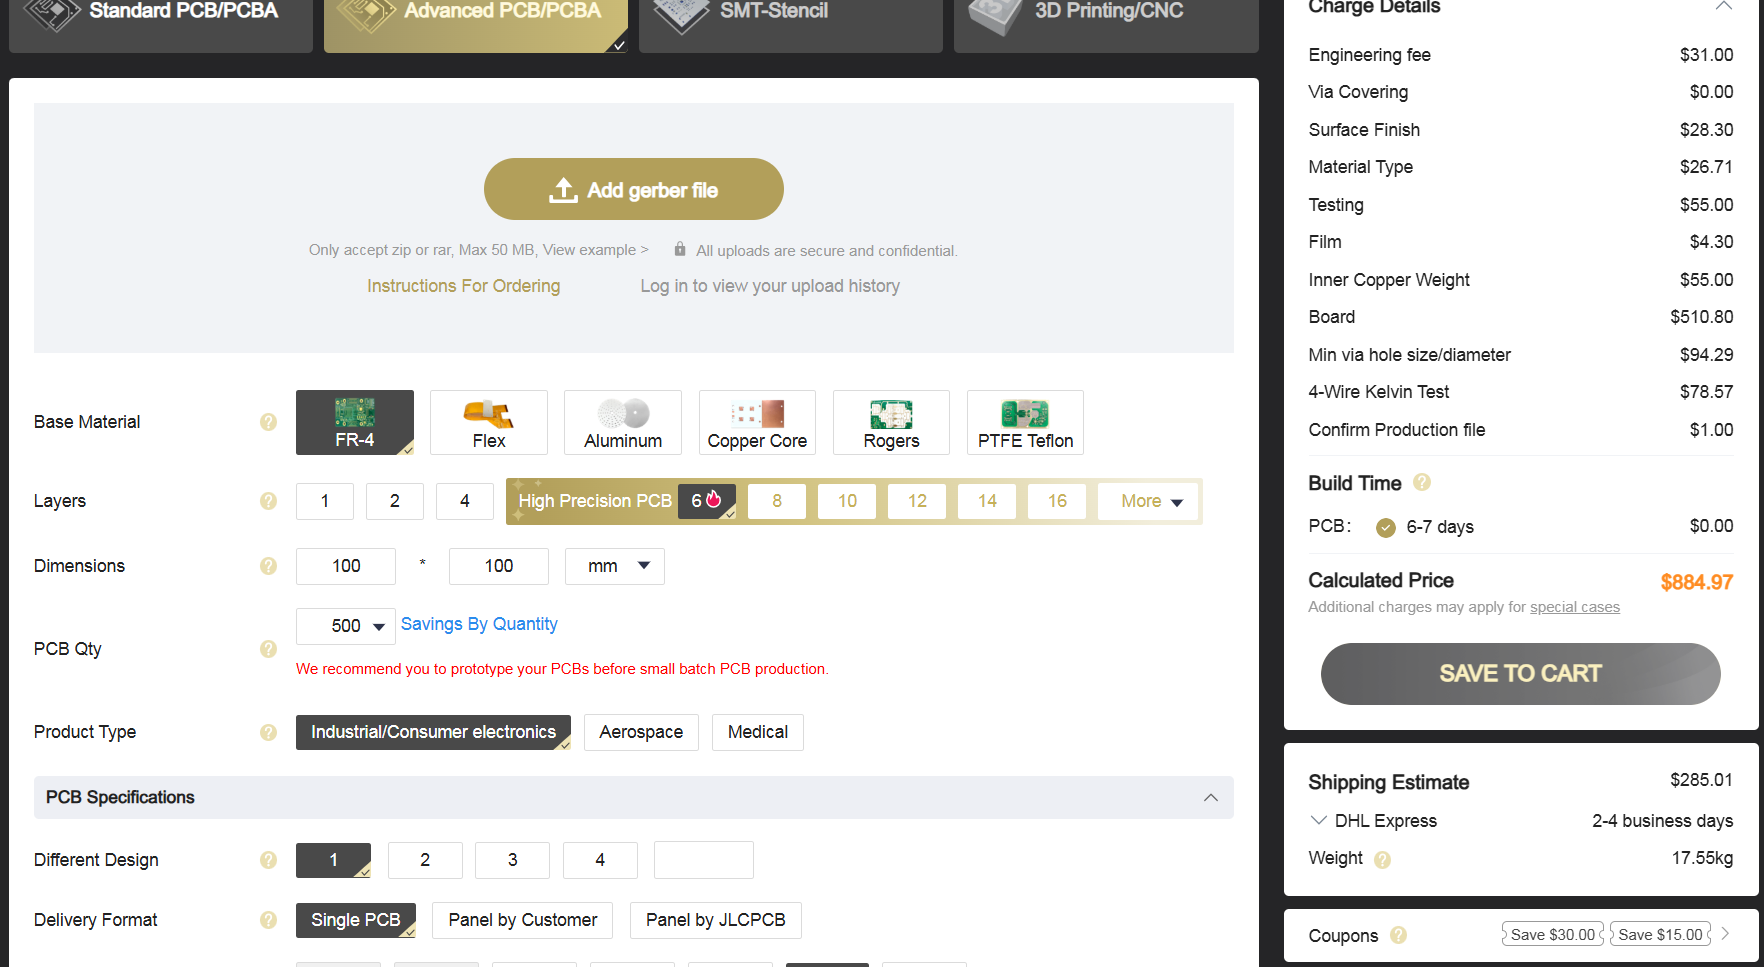 Standard PCB/PCBA
Advanced PCB/PCBA
SMT-Stencil
3D Printing/CNC
Add gerber file
Only accept zip or rar, Max 50 MB, View example >
All uploads are secure and confidential.
Instructions For Ordering
Log in to view your upload history
Base Material ?
FR-4
Flex
Aluminum
Copper Core
Rogers
PTFE Teflon
Layers ? 1 2 4 High Precision PCB 6 8 10 12 14 16 More
Dimensions ? 100 * 100 mm
PCB Qty ? 500 Savings By Quantity
We recommend you to prototype your PCBs before small batch PCB production.
Product Type ? Industrial/Consumer electronics Aerospace Medical
PCB Specifications
Different Design ? 1 2 3 4
Delivery Format ? Single PCB Panel by Customer Panel by JLCPCB
Charge Details
Engineering fee $31.00
Via Covering $0.00
Surface Finish $28.30
Material Type $26.71
Testing $55.00
Film $4.30
Inner Copper Weight $55.00
Board $510.80
Min via hole size/diameter $94.29
4-Wire Kelvin Test $78.57
Confirm Production file $1.00
Build Time ?
PCB: 6-7 days $0.00
Calculated Price $884.97
Additional charges may apply for special cases
SAVE TO CART
Shipping Estimate $285.01
DHL Express 2-4 business days
Weight ? 17.55kg
Coupons ? Save $30.00 Save $15.00